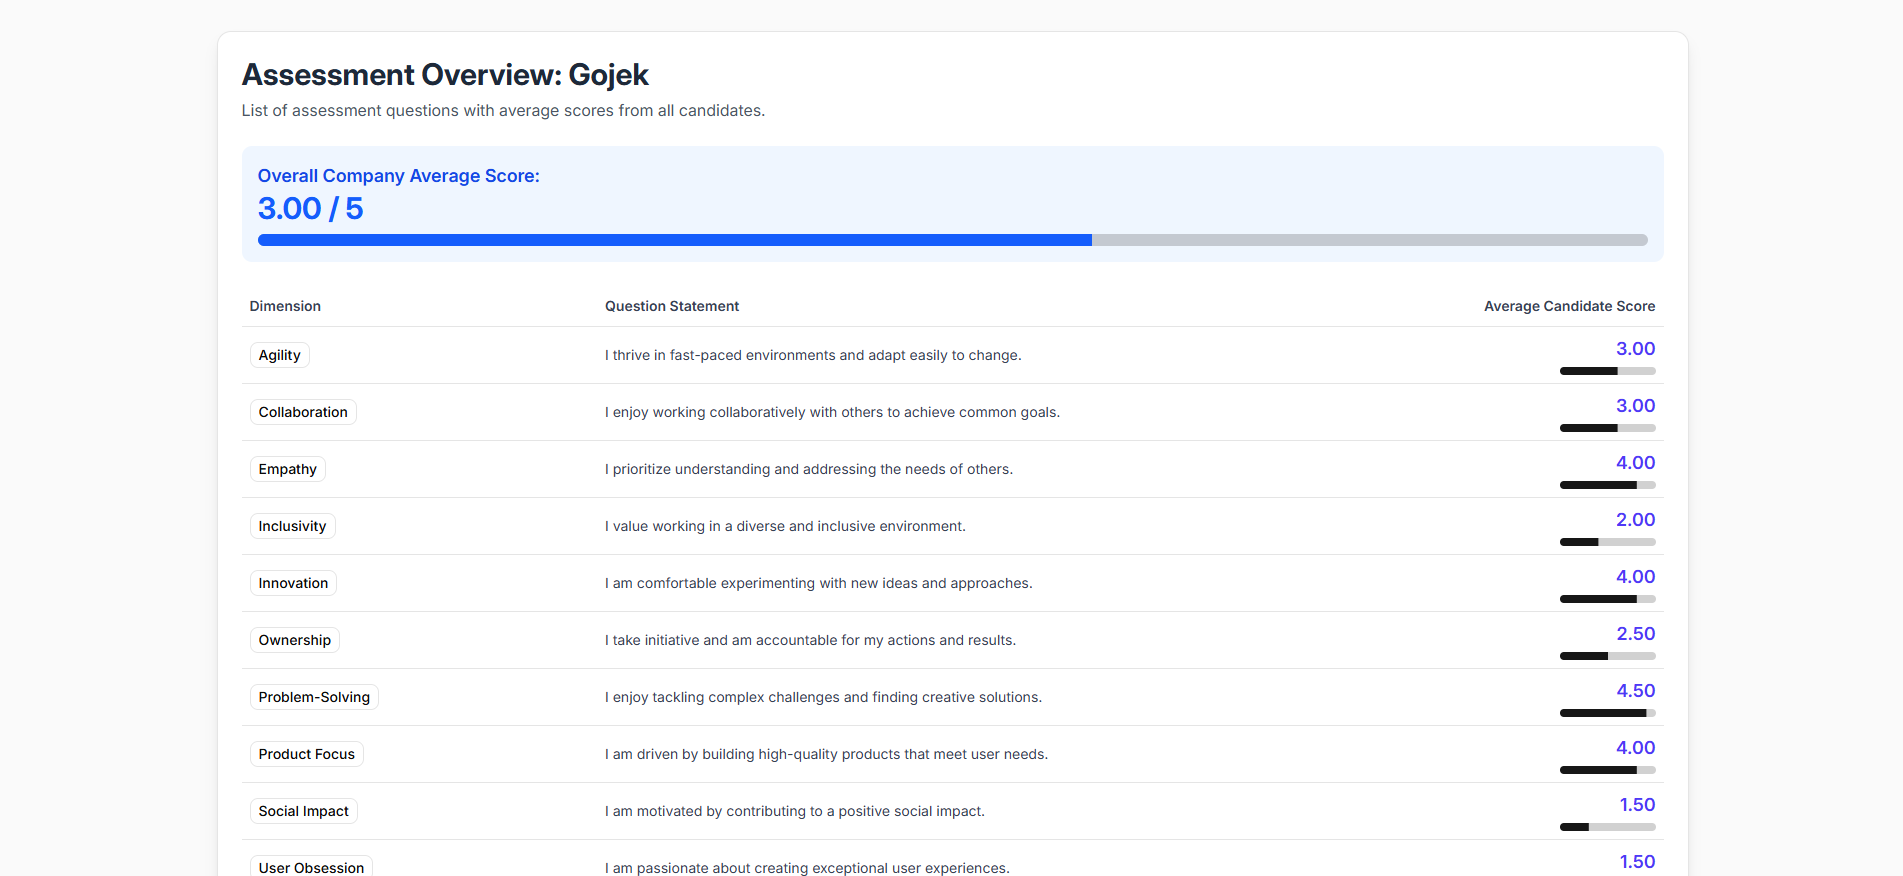 Assessment Overview: Gojek
List of assessment questions with average scores from all candidates.
Overall Company Average Score:
3.00 / 5
Dimension Question Statement Average Candidate Score
Agility I thrive in fast-paced environments and adapt easily to change. 3.00
Collaboration I enjoy working collaboratively with others to achieve common goals. 3.00
Empathy I prioritize understanding and addressing the needs of others. 4.00
Inclusivity I value working in a diverse and inclusive environment. 2.00
Innovation I am comfortable experimenting with new ideas and approaches. 4.00
Ownership I take initiative and am accountable for my actions and results. 2.50
Problem-Solving I enjoy tackling complex challenges and finding creative solutions. 4.50
Product Focus I am driven by building high-quality products that meet user needs. 4.00
Social Impact I am motivated by contributing to a positive social impact. 1.50
User Obsession I am passionate about creating exceptional user experiences. 1.50